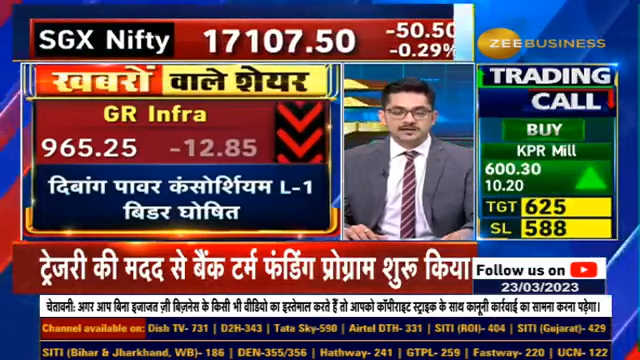 SGX Nifty 17107.50 -50.50
-0.29%
ZEE BUSINESS
खबरों वाले शेयर
GR Infra
965.25 -12.85
दिबांग पावर कंसोर्शियम L-1
बिडर घोषित
TRADING
CALL
BUY
KPR Mill
600.30
10.20
TGT 625
SL 588
ट्रेजरी की मदद से बैंक टर्म फंडिंग प्रोग्राम शुरू किया
Follow us on
23/03/2023
चेतावनी: अगर आप बिना इजाजत ज़ी बिज़नेस के किसी भी वीडियो का इस्तेमाल करते हैं तो आपको कॉपीराइट स्ट्राइक के साथ कानूनी कार्रवाई का सामना करना पड़ेगा।
Channel available on: Dish TV- 731 | D2H-343 | Tata Sky-590 | Airtel DTH- 331 | SITI (ROI) - 404 | SITI (Gujarat) - 429
SITI (Bihar & Jharkhand, WB)- 186 | DEN-355/356 | Hathway- 241 | GTPL- 259 | Fastway- 220 | UCN- 122